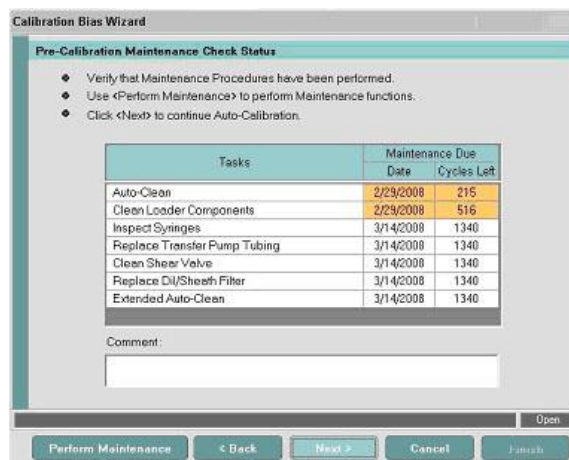 Calibration Bias Wizard
Pre-Calibration Maintenance Check Status
Verify that Maintenance Procedures have been performed.
Use <Perform Maintenance> to perform Maintenance functions.
Click <Next> to continue Auto-Calibration.
Tasks Maintenance Due
Date Cycles Left
Auto-Clean 2/29/2008 215
Clean Loader Components 2/29/2008 516
Inspect Syringes 3/14/2008 1340
Replace Transfer Pump Tubing 3/14/2008 1340
Clean Shear Valve 3/14/2008 1340
Replace Dil/Sheath Filter 3/14/2008 1340
Extended Auto-Clean 3/14/2008 1340
Comment:
Open
Perform Maintenance < Back Next > Cancel Finish